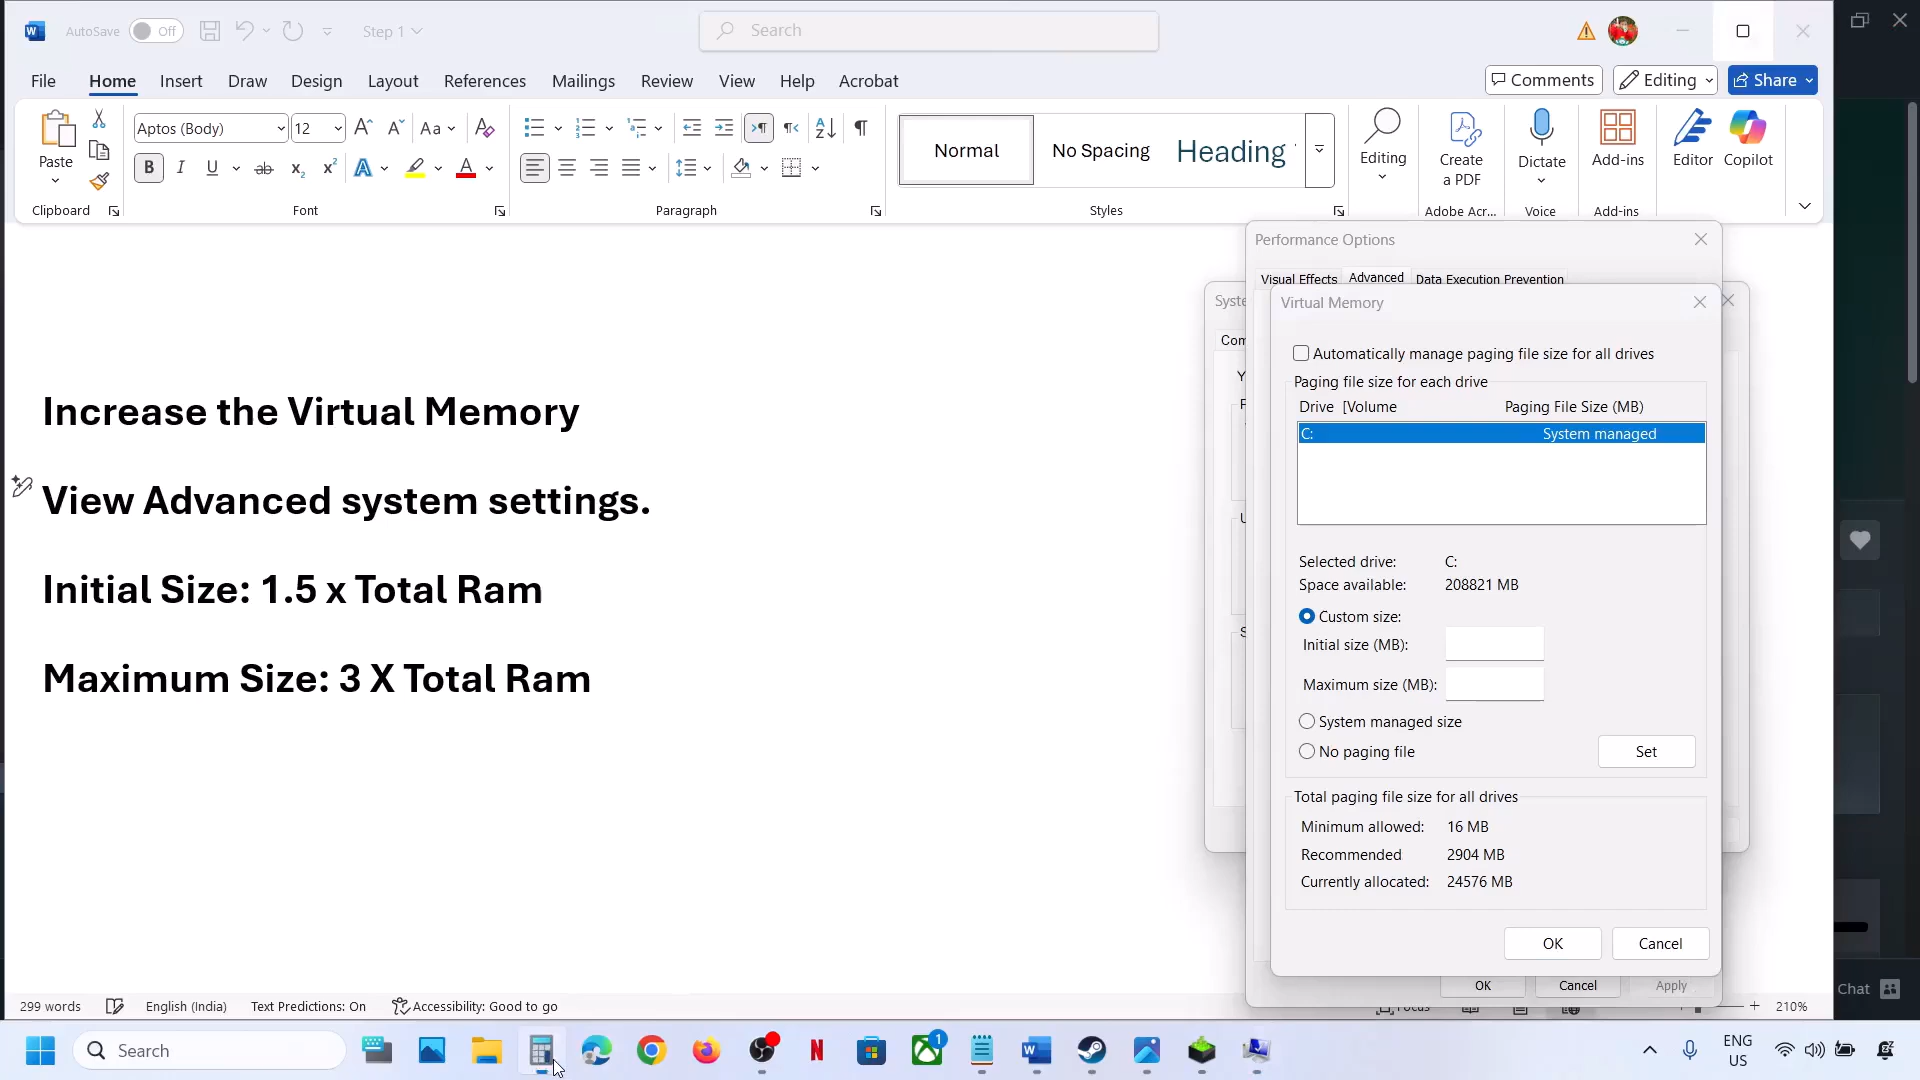 AutoSave Off Step 1 Search
File Home Insert Draw Design Layout References Mailings Review View Help Acrobat Comments Editing Share
Paste
Aptos (Body) 12 Aa
B I U ab x₂ x² A A
Normal No Spacing Heading
Editing
Create
a PDF
Dictate
Add-ins
Editor
Copilot
Clipboard Font Paragraph Styles Adobe Acr... Voice Add-ins
Increase the Virtual Memory
View Advanced system settings.
Initial Size: 1.5 x Total Ram
Maximum Size: 3 X Total Ram
Performance Options
Visual Effects Advanced Data Execution Prevention
Syste
Com
Virtual Memory
Automatically manage paging file size for all drives
Paging file size for each drive
Drive [Volume Paging File Size (MB)
C: System managed
Selected drive: C:
Space available: 208821 MB
Custom size:
Initial size (MB):
Maximum size (MB):
System managed size
No paging file
Set
Total paging file size for all drives
Minimum allowed: 16 MB
Recommended 2904 MB
Currently allocated: 24576 MB
OK Cancel
OK Cancel Apply
299 words English (India) Text Predictions: On Accessibility: Good to go Focus 210%
Chat
Search
1
ENG
US